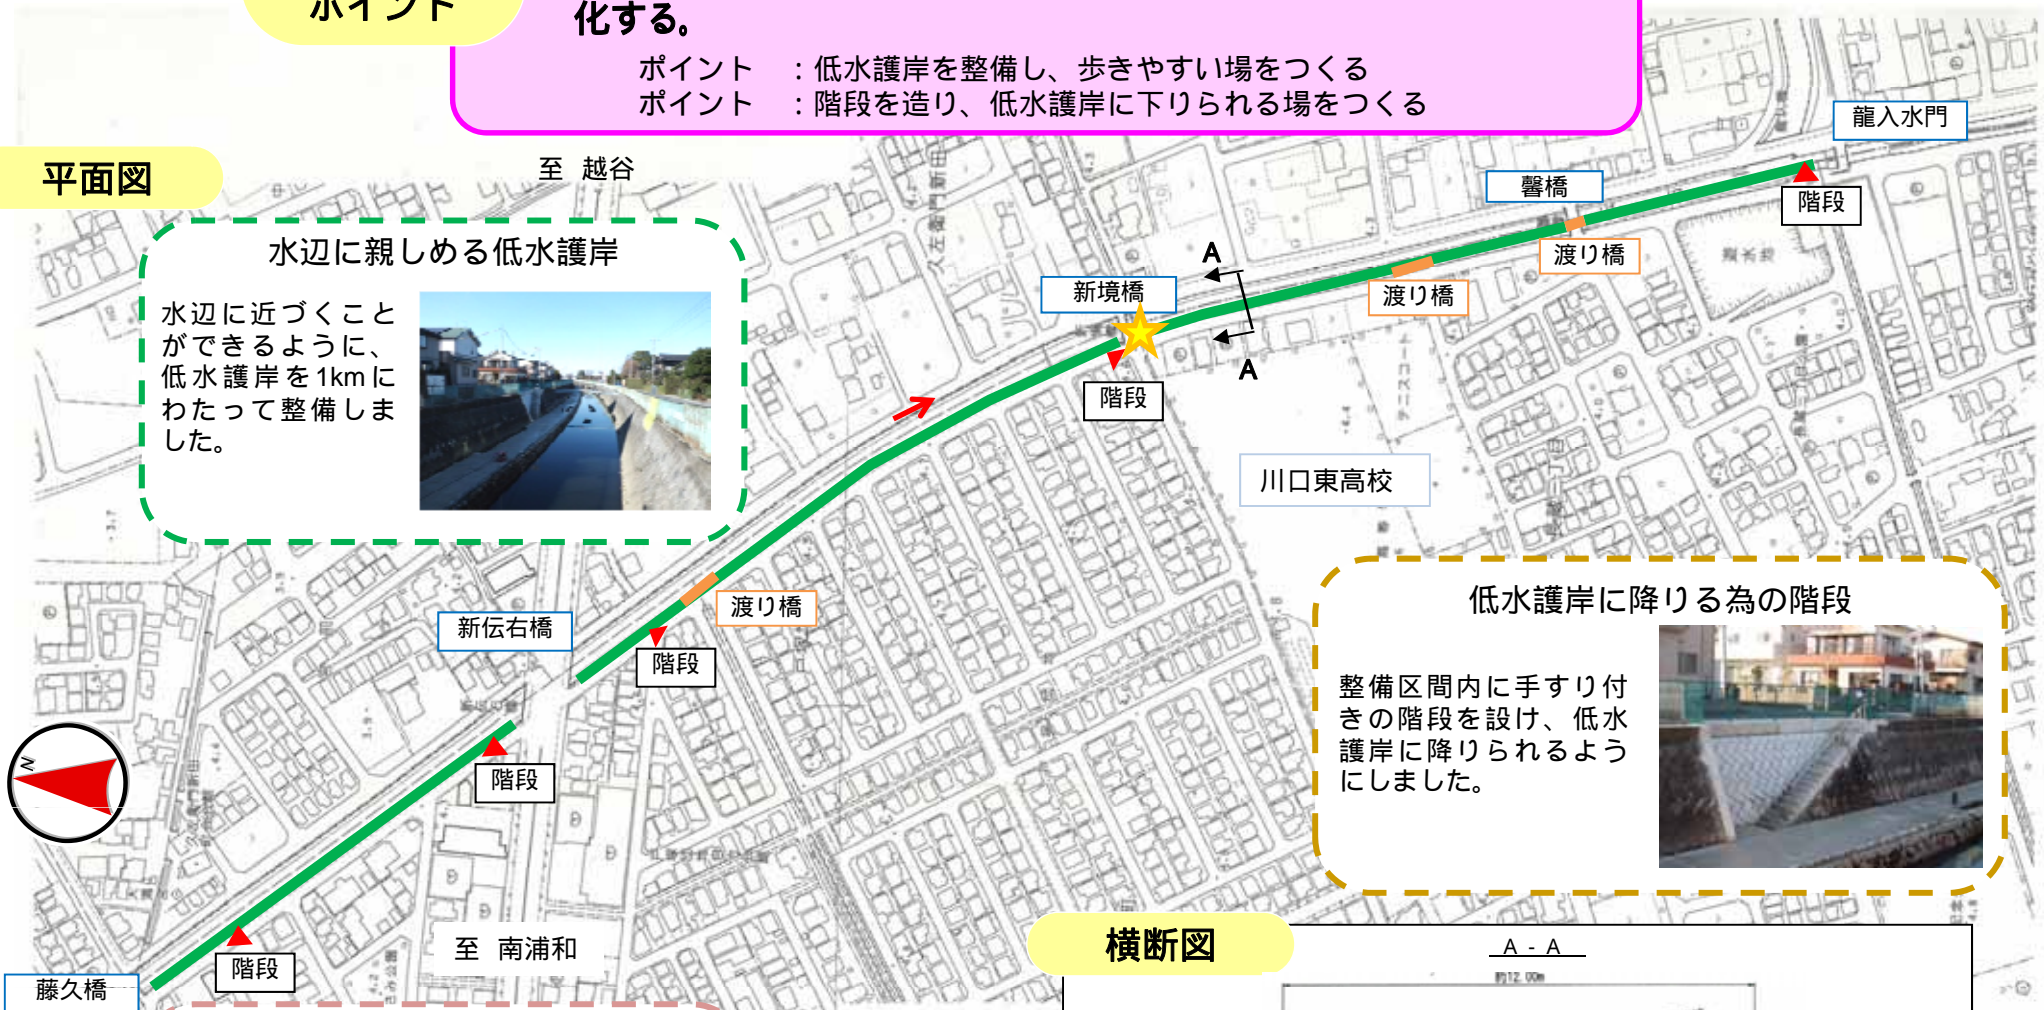 ポイント
化する。
ポイント ：低水護岸を整備し、歩きやすい場をつくる
ポイント ：階段を造り、低水護岸に下りられる場をつくる
龍入水門
平面図
至 越谷
馨橋
階段
水辺に親しめる低水護岸
渡り橋
A
新境橋
渡り橋
水辺に近づくこと
ができるように、
低水護岸を1kmに
わたって整備しま
した。
A
階段
テニスコート
川口東高校
低水護岸に降りる為の階段
渡り橋
新伝右橋
階段
整備区間内に手すり付
きの階段を設け、低水
護岸に降りられるよう
にしました。
N
階段
横断図
至 南浦和
A - A
階段
約12.00m
藤久橋